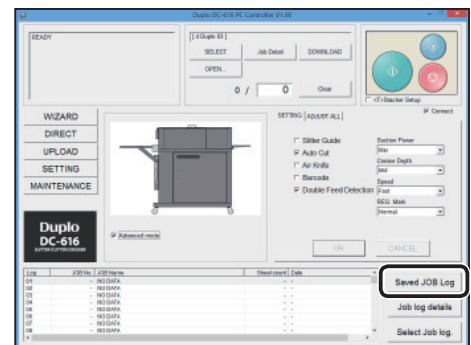 Duplo DC-616 PC Controller V1.00
READY
[ 4:Duplo 03 ]
SELECT
Job Detail
DOWNLOAD
OPEN...
0 / 0
Clear
<T>Stacker Setup
Connect
WIZARD
DIRECT
UPLOAD
SETTING
MAINTENANCE
Duplo
DC-616
SLITTER/CUTTER/CREASER
Advanced mode
SETTING
ADJUST ALL
Slitter Guide
Auto Cut
Air Knife
Barcode
Double Feed Detection
Suction Power
Min
Crease Depth
Mid
Speed
Fast
REG. Mark
Normal
OK
CANCEL
Log JOB No. JOB Name Sheet count Date
01 - NO DATA - -
02 - NO DATA - -
03 - NO DATA - -
04 - NO DATA - -
05 - NO DATA - -
06 - NO DATA - -
07 - NO DATA - -
08 - NO DATA - -
Saved JOB Log
Job log details
Select Job log.